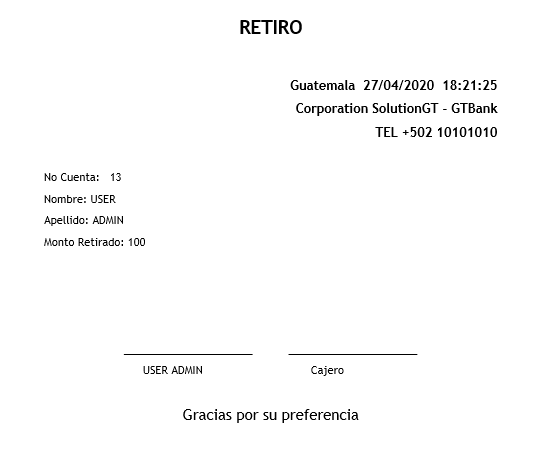 RETIRO
Guatemala 27/04/2020 18:21:25
Corporation SolutionGT - GTBank
TEL +502 10101010
No Cuenta: 13
Nombre: USER
Apellido: ADMIN
Monto Retirado: 100
USER ADMIN Cajero
Gracias por su preferencia